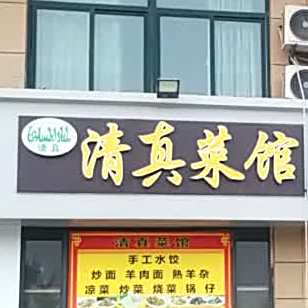 清真
清真菜馆
清真菜馆
手工水饺
炒面 羊肉面 熟羊杂
凉菜 炒菜 烧菜 锅仔